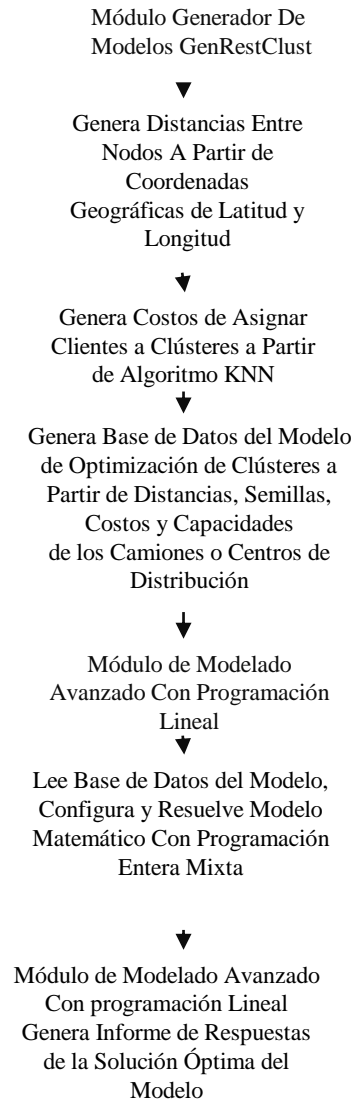 Módulo Generador De
Modelos GenRestClust
Genera Distancias Entre
Nodos A Partir de
Coordenadas
Geográficas de Latitud y
Longitud
Genera Costos de Asignar
Clientes a Clústeres a Partir
de Algoritmo KNN
Genera Base de Datos del Modelo
de Optimización de Clústeres a
Partir de Distancias, Semillas,
Costos y Capacidades
de los Camiones o Centros de
Distribución
Módulo de Modelado
Avanzado Con Programación
Lineal
Lee Base de Datos del Modelo,
Configura y Resuelve Modelo
Matemático Con Programación
Entera Mixta
Módulo de Modelado Avanzado
Con programación Lineal
Genera Informe de Respuestas
de la Solución Óptima del
Modelo